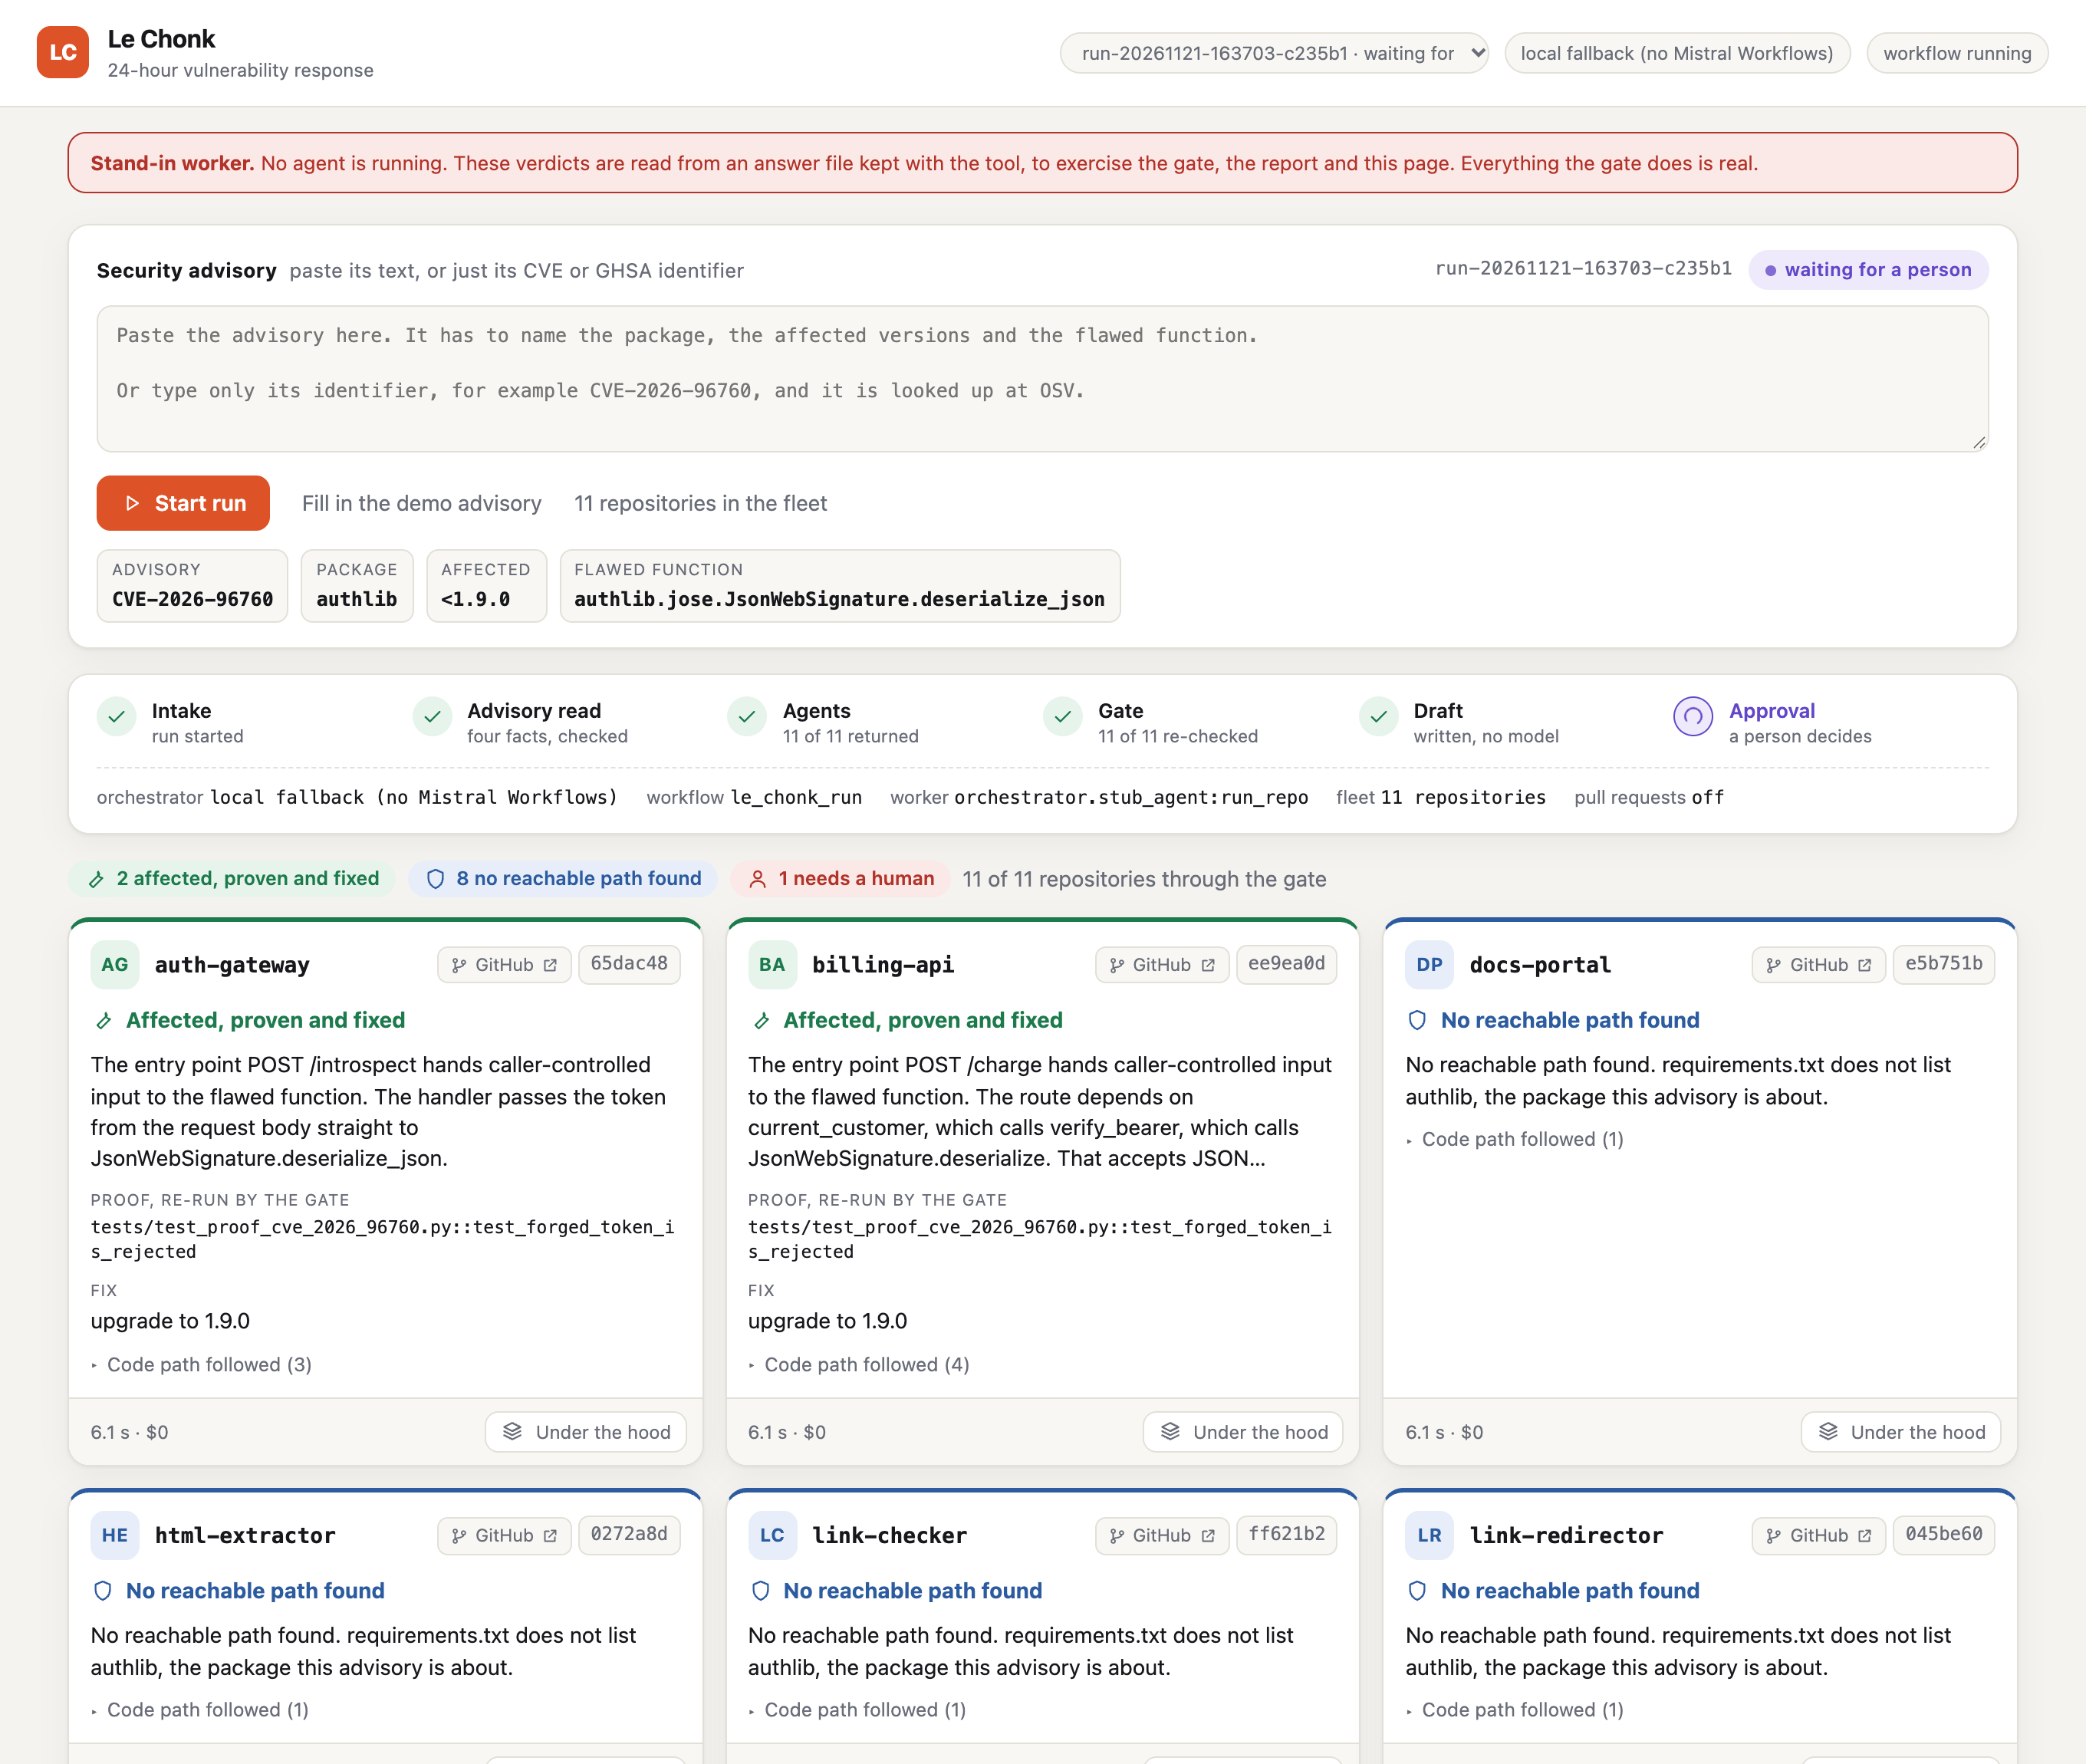 LC
Le Chonk
24-hour vulnerability response
run-20261121-163703-c235b1 · waiting for
local fallback (no Mistral Workflows)
workflow running
Stand-in worker. No agent is running. These verdicts are read from an answer file kept with the tool, to exercise the gate, the report and this page. Everything the gate does is real.
Security advisory paste its text, or just its CVE or GHSA identifier
run-20261121-163703-c235b1
waiting for a person
Paste the advisory here. It has to name the package, the affected versions and the flawed function.
Or type only its identifier, for example CVE-2026-96760, and it is looked up at OSV.
Start run
Fill in the demo advisory
11 repositories in the fleet
ADVISORY
CVE-2026-96760
PACKAGE
authlib
AFFECTED
<1.9.0
FLAWED FUNCTION
authlib.jose.JsonWebSignature.deserialize_json
Intake
run started
Advisory read
four facts, checked
Agents
11 of 11 returned
Gate
11 of 11 re-checked
Draft
written, no model
Approval
a person decides
orchestrator local fallback (no Mistral Workflows)
workflow le_chonk_run
worker orchestrator.stub_agent:run_repo
fleet 11 repositories
pull requests off
2 affected, proven and fixed
8 no reachable path found
1 needs a human
11 of 11 repositories through the gate
AG
auth-gateway
GitHub
65dac48
Affected, proven and fixed
The entry point POST /introspect hands caller-controlled
input to the flawed function. The handler passes the token
from the request body straight to
JsonWebSignature.deserialize_json.
PROOF, RE-RUN BY THE GATE
tests/test_proof_cve_2026_96760.py::test_forged_token_i
s_rejected
FIX
upgrade to 1.9.0
Code path followed (3)
6.1 s · $0
Under the hood
BA
billing-api
GitHub
ee9ea0d
Affected, proven and fixed
The entry point POST /charge hands caller-controlled input
to the flawed function. The route depends on
current_customer, which calls verify_bearer, which calls
JsonWebSignature.deserialize. That accepts JSON...
PROOF, RE-RUN BY THE GATE
tests/test_proof_cve_2026_96760.py::test_forged_token_i
s_rejected
FIX
upgrade to 1.9.0
Code path followed (4)
6.1 s · $0
Under the hood
DP
docs-portal
GitHub
e5b751b
No reachable path found
No reachable path found. requirements.txt does not list
authlib, the package this advisory is about.
Code path followed (1)
6.1 s · $0
Under the hood
HE
html-extractor
GitHub
0272a8d
No reachable path found
No reachable path found. requirements.txt does not list
authlib, the package this advisory is about.
Code path followed (1)
LC
link-checker
GitHub
ff621b2
No reachable path found
No reachable path found. requirements.txt does not list
authlib, the package this advisory is about.
Code path followed (1)
LR
link-redirector
GitHub
045be60
No reachable path found
No reachable path found. requirements.txt does not list
authlib, the package this advisory is about.
Code path followed (1)